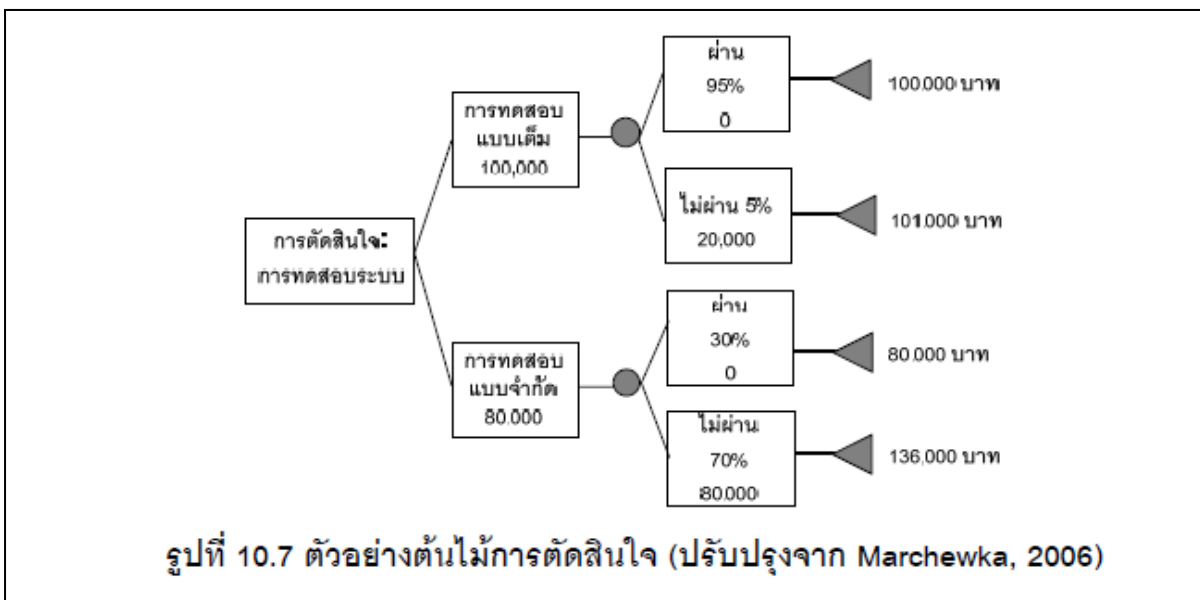 ผ่าน
95%
0
100.000 บาท
การทดสอบ
แบบเต็ม
100,000
ไม่ผ่าน 5%
20,000
101.000 บาท
การตัดสินใจ:
การทดสอบระบบ
ผ่าน
30%
0
80.000 บาท
การทดสอบ
แบบจำกัด
80.000
ไม่ผ่าน
70%
80.000
136,000 บาท
รูปที่ 10.7 ตัวอย่างต้นไม้การตัดสินใจ (ปรับปรุงจาก Marchewka, 2006)